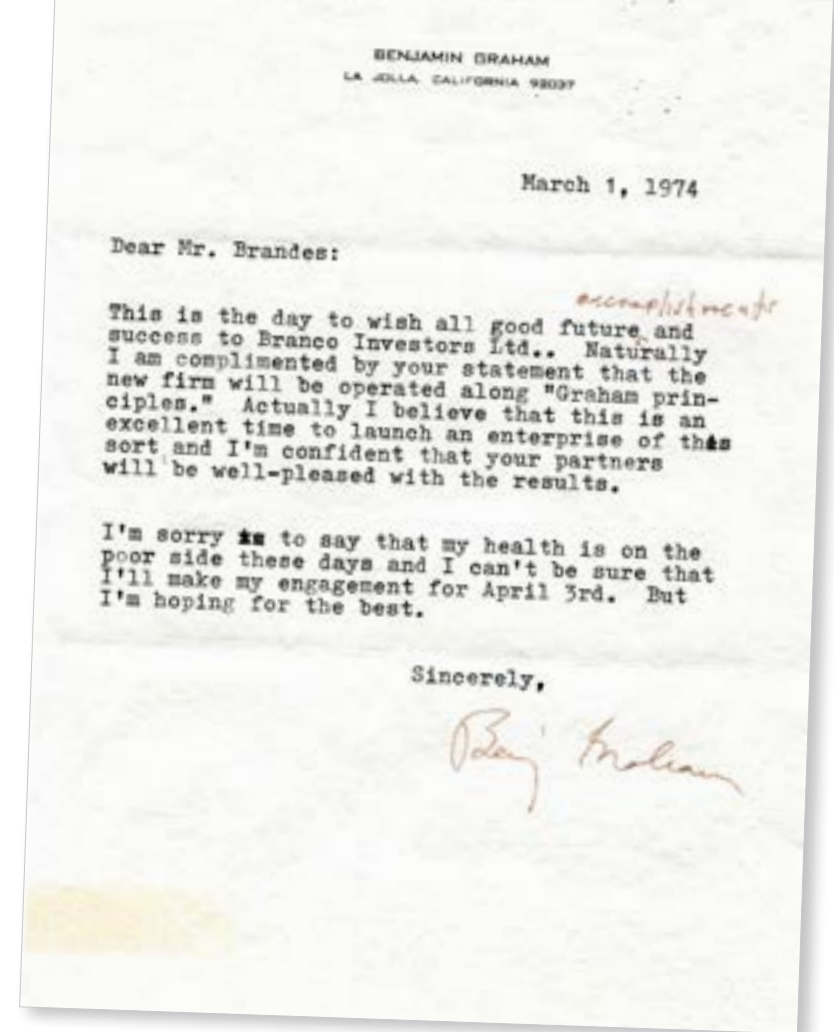 BENJAMIN GRAHAM
LA JOLLA, CALIFORNIA 92037
March 1, 1974
Dear Mr. Brandes:
accomplishments
This is the day to wish all good future and
success to Branco Investors Ltd.. Naturally
I am complimented by your statement that the
new firm will be operated along "Graham prin-
ciples." Actually I believe that this is an
excellent time to launch an enterprise of this
sort and I'm confident that your partners
will be well-pleased with the results.
I'm sorry to say that my health is on the
poor side these days and I can't be sure that
I'll make my engagement for April 3rd. But
I'm hoping for the best.
Sincerely,
Benj Graham